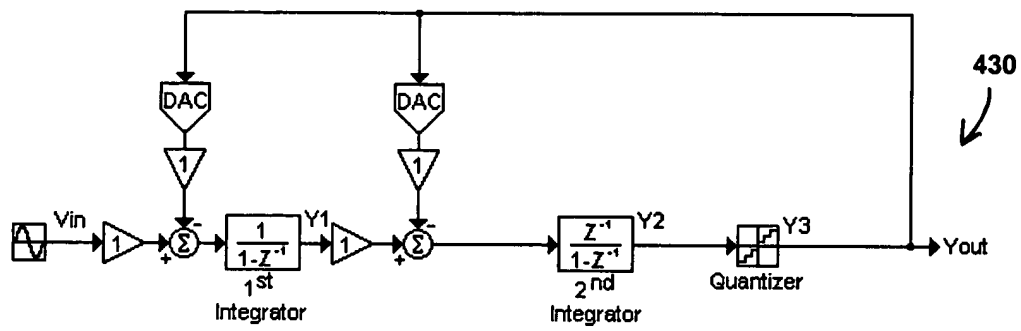 430
DAC
DAC
1
1
Vin
1
Σ
-
+
1
1-Z⁻¹
1st
Integrator
Y1
1
Σ
-
+
Z⁻¹
1-Z⁻¹
2nd
Integrator
Y2
Quantizer
Y3
Yout